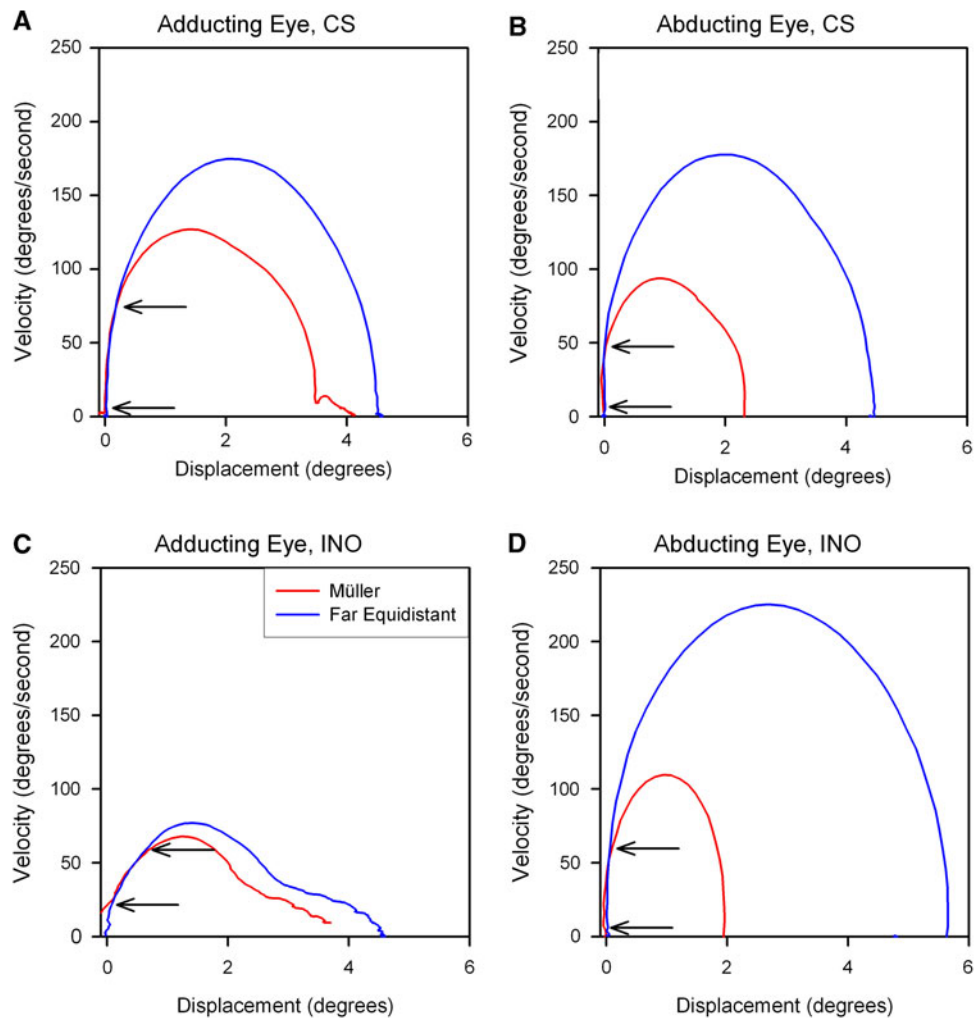 A
Adducting Eye, CS
250
200
150
100
50
0
Velocity (degrees/second)
0 2 4 6
Displacement (degrees)
B
Abducting Eye, CS
250
200
150
100
50
0
Velocity (degrees/second)
0 2 4 6
Displacement (degrees)
C
Adducting Eye, INO
250
200
150
100
50
0
Velocity (degrees/second)
Müller
Far Equidistant
0 2 4 6
Displacement (degrees)
D
Abducting Eye, INO
250
200
150
100
50
0
Velocity (degrees/second)
0 2 4 6
Displacement (degrees)